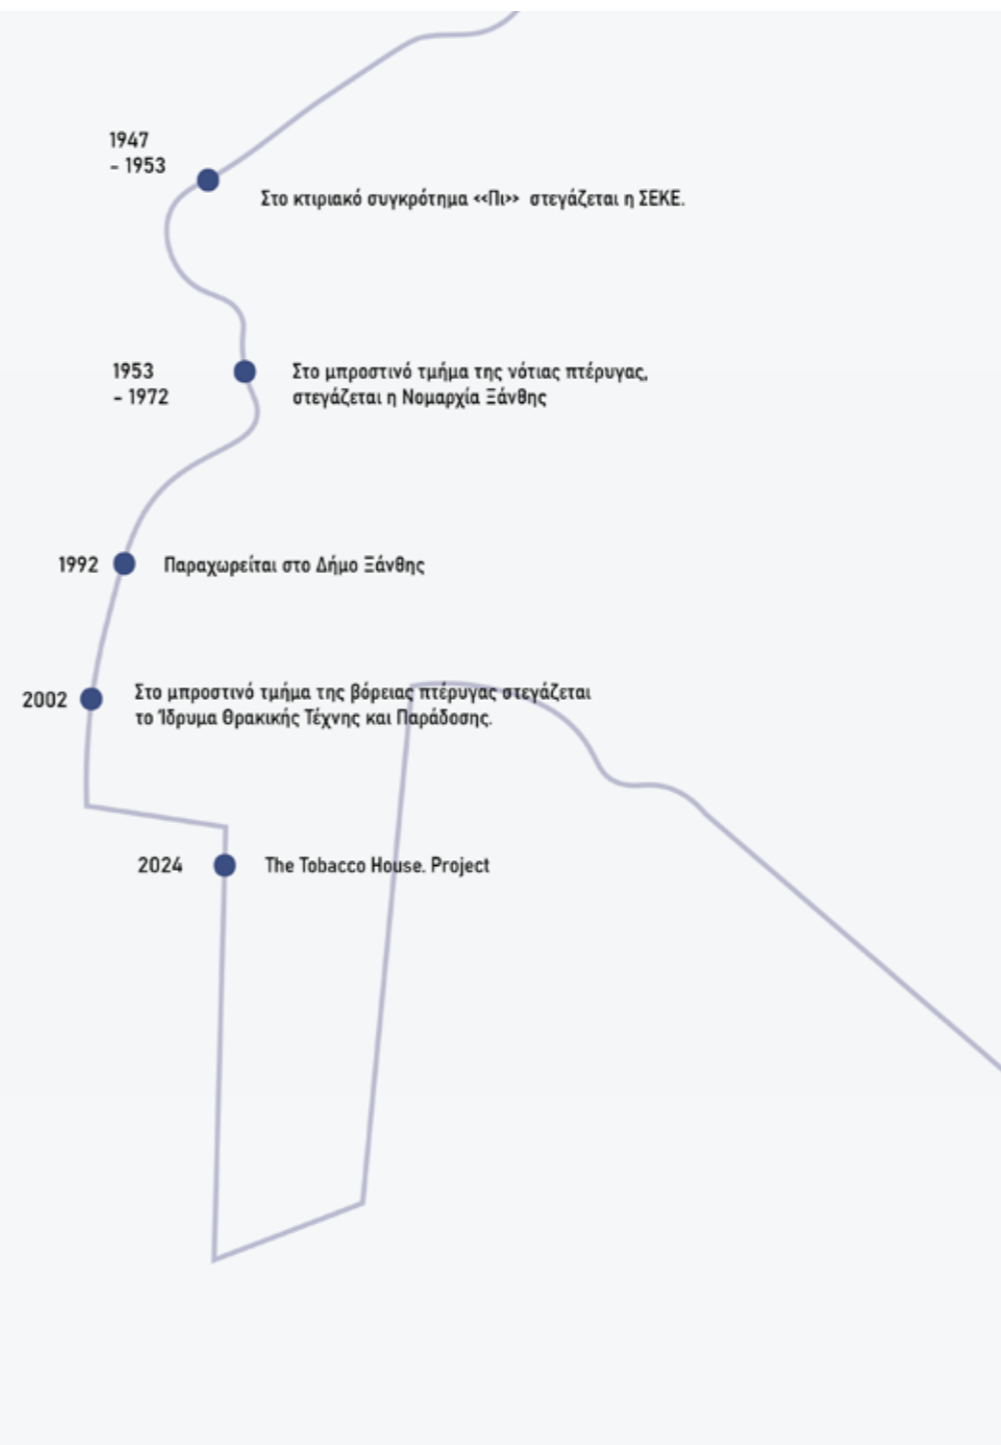 1947
- 1953
Στο κτιριακό συγκρότημα <<Πι>> στεγάζεται η ΣΕΚΕ.
1953
- 1972
Στο μπροστινό τμήμα της νότιας πτέρυγας,
στεγάζεται η Νομαρχία Ξάνθης
1992
Παραχωρείται στο Δήμο Ξάνθης
2002
Στο μπροστινό τμήμα της βόρειας πτέρυγας στεγάζεται
το Ίδρυμα Θρακικής Τέχνης και Παράδοσης.
2024
The Tobacco House. Project